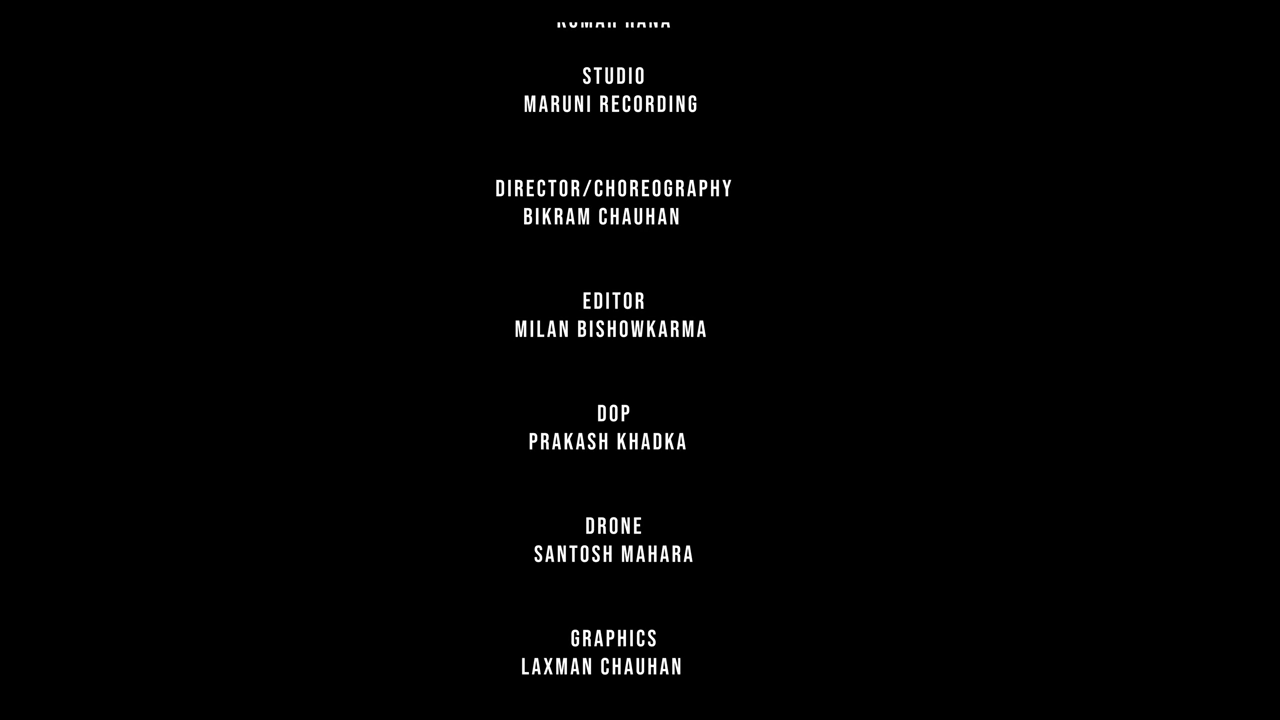 STUDIO
MARUNI RECORDING
DIRECTOR/CHOREOGRAPHY
BIKRAM CHAUHAN
EDITOR
MILAN BISHOWKARMA
DOP
PRAKASH KHADKA
DRONE
SANTOSH MAHARA
GRAPHICS
LAXMAN CHAUHAN